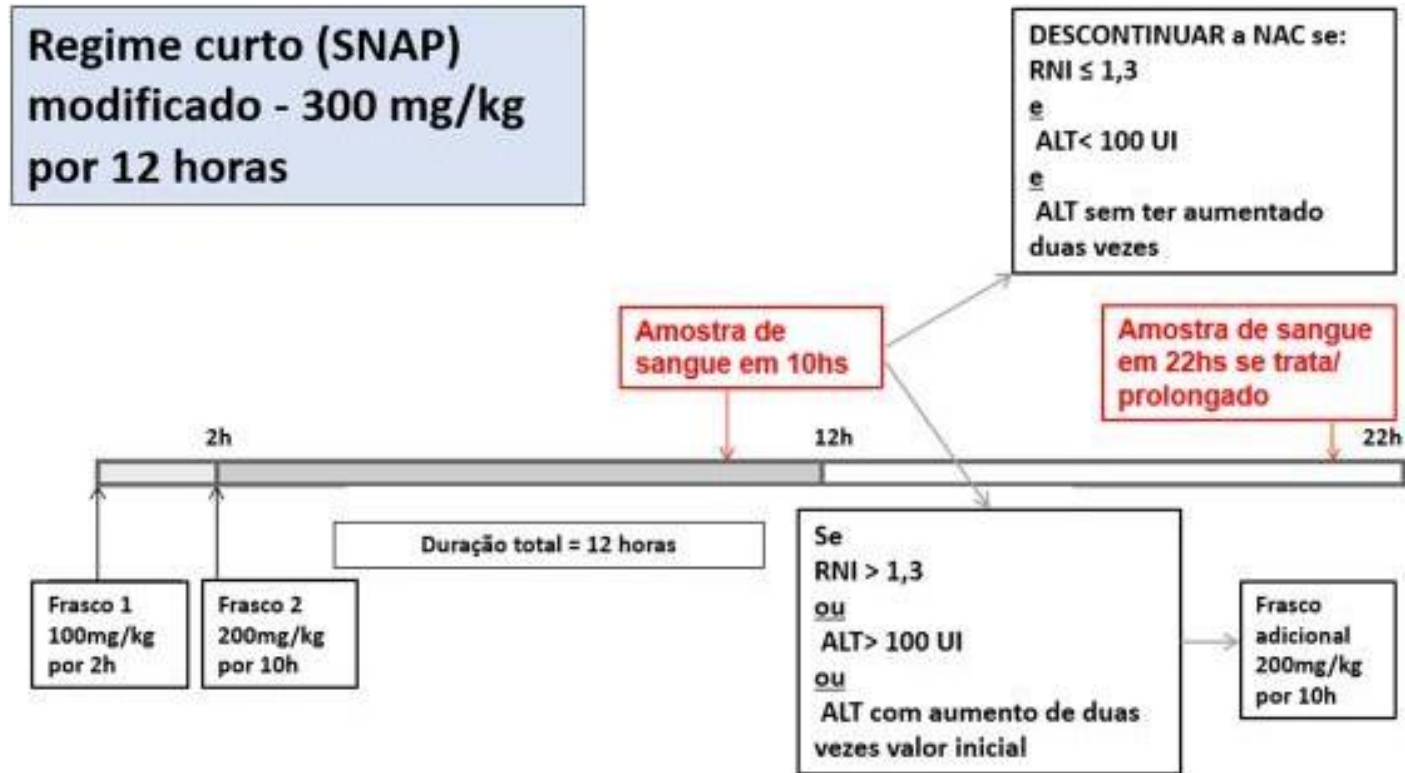 Regime curto (SNAP)
modificado - 300 mg/kg
por 12 horas
DESCONTINUAR a NAC se:
RNI ≤ 1,3
e
ALT< 100 UI
e
ALT sem ter aumentado
duas vezes
Amostra de
sangue em 10hs
Amostra de sangue
em 22hs se trata/
prolongado
2h
12h
22h
Duração total = 12 horas
Frasco 1
100mg/kg
por 2h
Frasco 2
200mg/kg
por 10h
Se
RNI > 1,3
ou
ALT> 100 UI
ou
ALT com aumento de duas
vezes valor inicial
Frasco
adicional
200mg/kg
por 10h